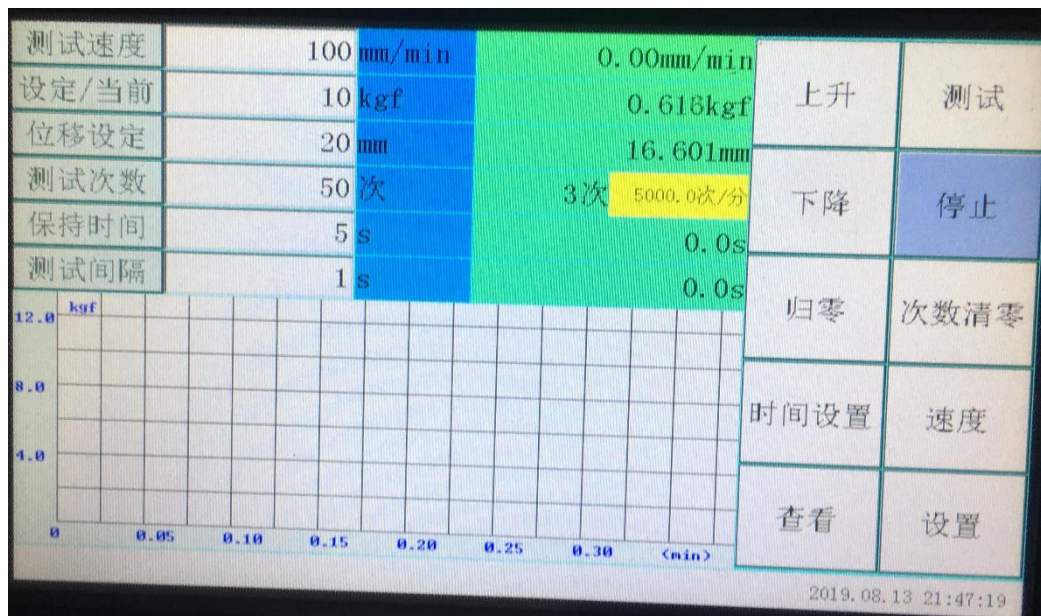 测试速度 100 mm/min 0.00mm/min
设定/当前 10 kgf 0.616kgf
位移设定 20 mm 16.601mm
测试次数 50 次 3次 5000.0次/分
保持时间 5 s 0.0s
测试间隔 1 s 0.0s
上升 测试
下降 停止
归零 次数清零
时间设置 速度
查看 设置
kgf
12.0
8.0
4.0
0 0.05 0.10 0.15 0.20 0.25 0.30 (min)
2019.08.13 21:47:19